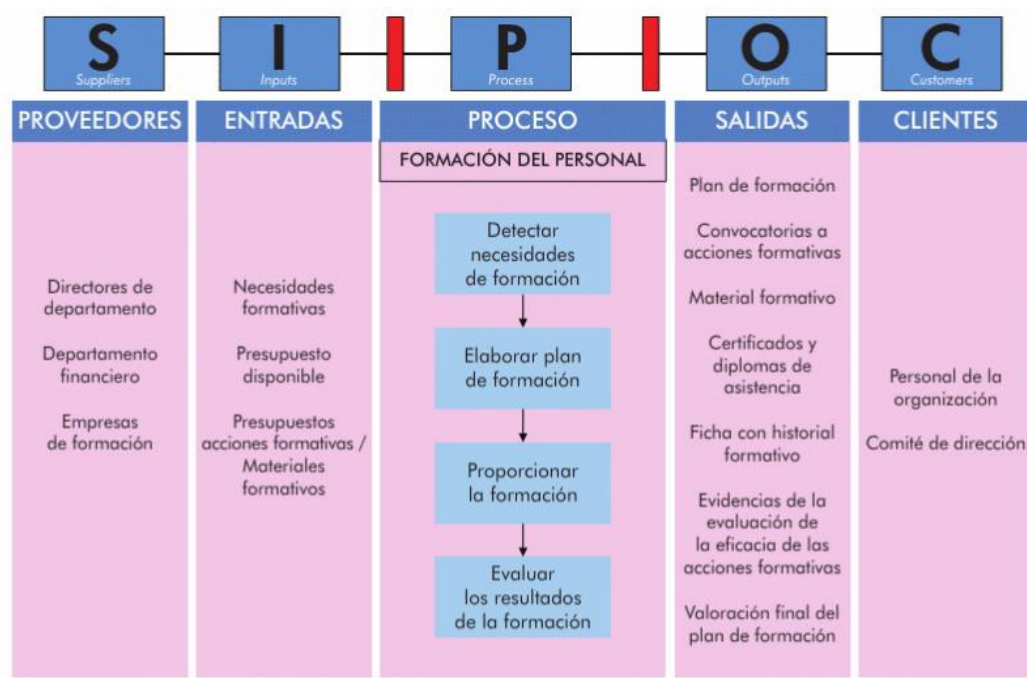 S
Suppliers
I
Inputs
P
Process
O
Outputs
C
Customers
PROVEEDORES
ENTRADAS
PROCESO
SALIDAS
CLIENTES
Directores de
departamento
Departamento
financiero
Empresas
de formación
Necesidades
formativas
Presupuesto
disponible
Presupuestos
acciones formativas /
Materiales
formativos
FORMACIÓN DEL PERSONAL
Detectar
necesidades
de formación
Elaborar plan
de formación
Proporcionar
la formación
Evaluar
los resultados
de la formación
Plan de formación
Convocatorias a
acciones formativas
Material formativo
Certificados y
diplomas de
asistencia
Ficha con historial
formativo
Evidencias de la
evaluación de
la eficacia de las
acciones formativas
Valoración final del
plan de formación
Personal de la
organización
Comité de dirección